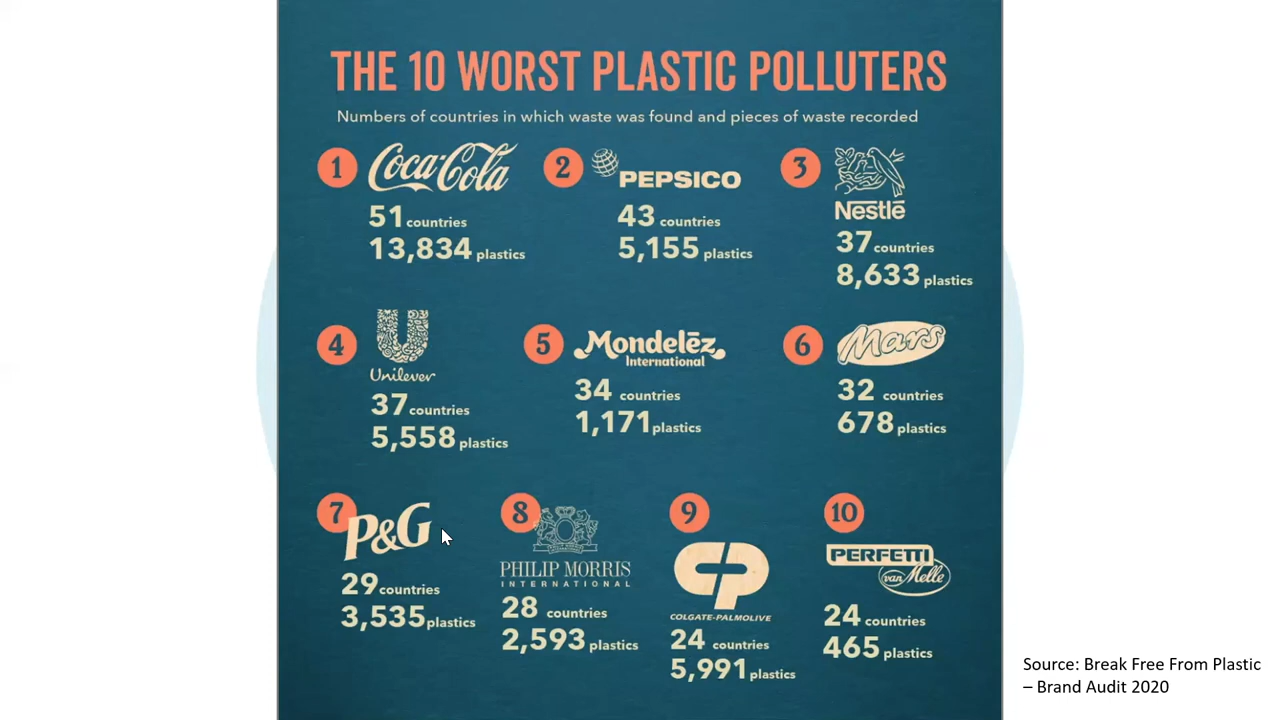 THE 10 WORST PLASTIC POLLUTERS
Numbers of countries in which waste was found and pieces of waste recorded
1
Coca-Cola
51 countries
13,834 plastics
2
PEPSICO
43 countries
5,155 plastics
3
Nestlē
37 countries
8,633 plastics
4
Unilever
37 countries
5,558 plastics
5
Mondelēz
International
34 countries
1,171 plastics
6
Mars
32 countries
678 plastics
7
P&G
29 countries
3,535 plastics
8
PHILIP MORRIS
INTERNATIONAL
28 countries
2,593 plastics
9
CP
COLGATE-PALMOLIVE
24 countries
5,991 plastics
10
PERFETTI
van Melle
24 countries
465 plastics
Source: Break Free From Plastic
– Brand Audit 2020